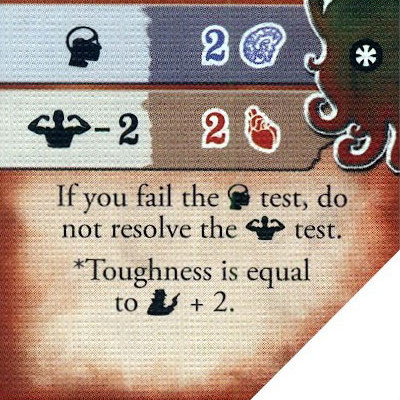 2
*
-2 2
If you fail the test, do
not resolve the test.
*Toughness is equal
to + 2.